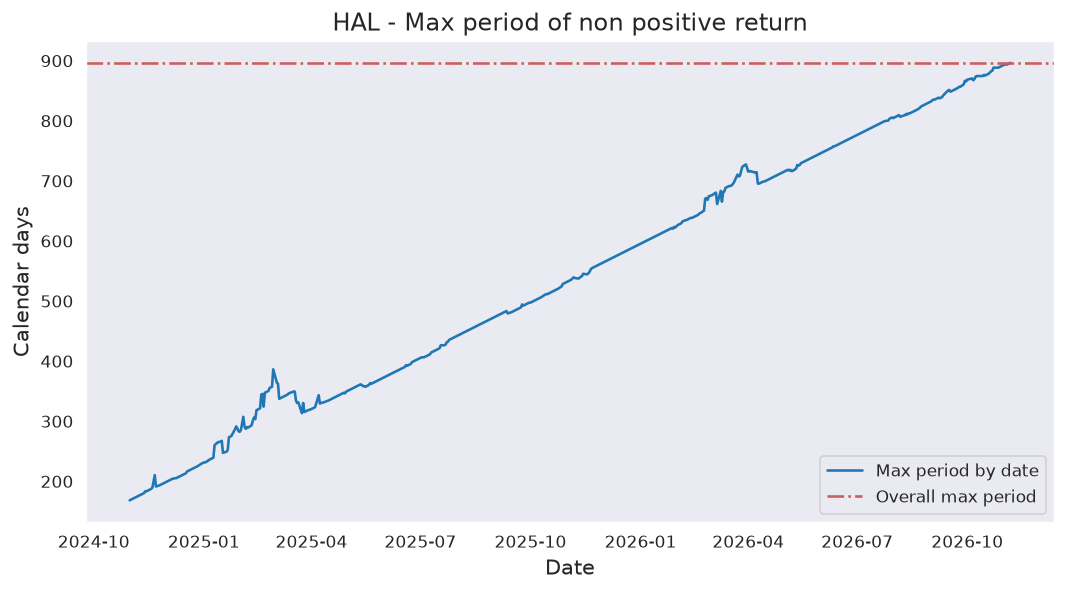 HAL - Max period of non positive return
Calendar days
900
800
700
600
500
400
300
200
Max period by date
Overall max period
2024-10 2025-01 2025-04 2025-07 2025-10 2026-01 2026-04 2026-07 2026-10
Date